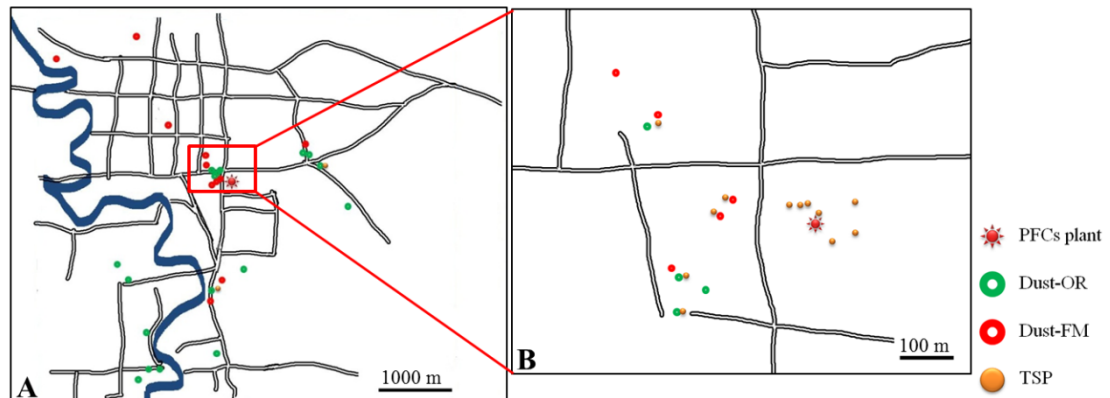 A
1000 m
B
100 m
PFCs plant
Dust-OR
Dust-FM
TSP